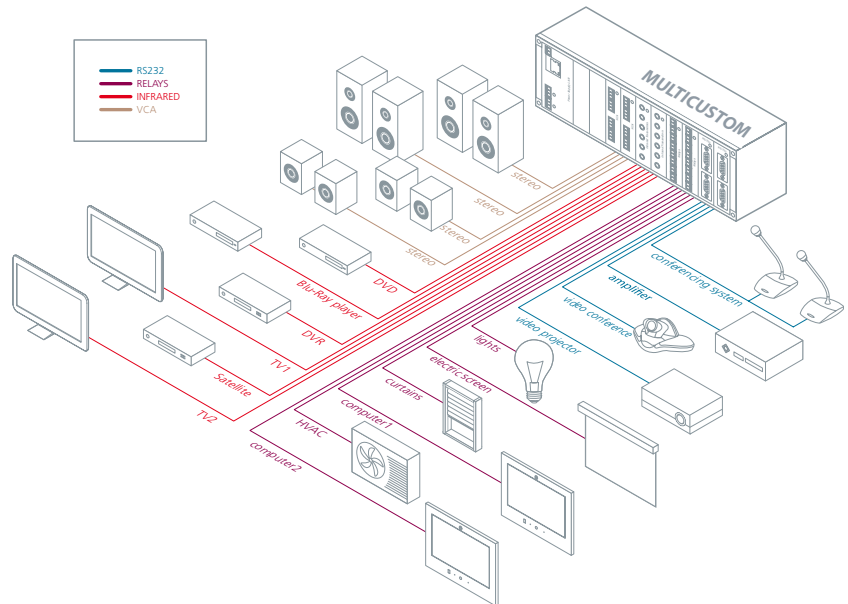 RS232
RELAYS
INFRARED
VCA
MULTICUSTOM
stereo
stereo
stereo
stereo
conferencing system
amplifier
video conference
video projector
DVD
Blu-Ray player
DVR
TV1
Satellite
TV2
lights
electric screen
curtains
computer1
HVAC
computer2